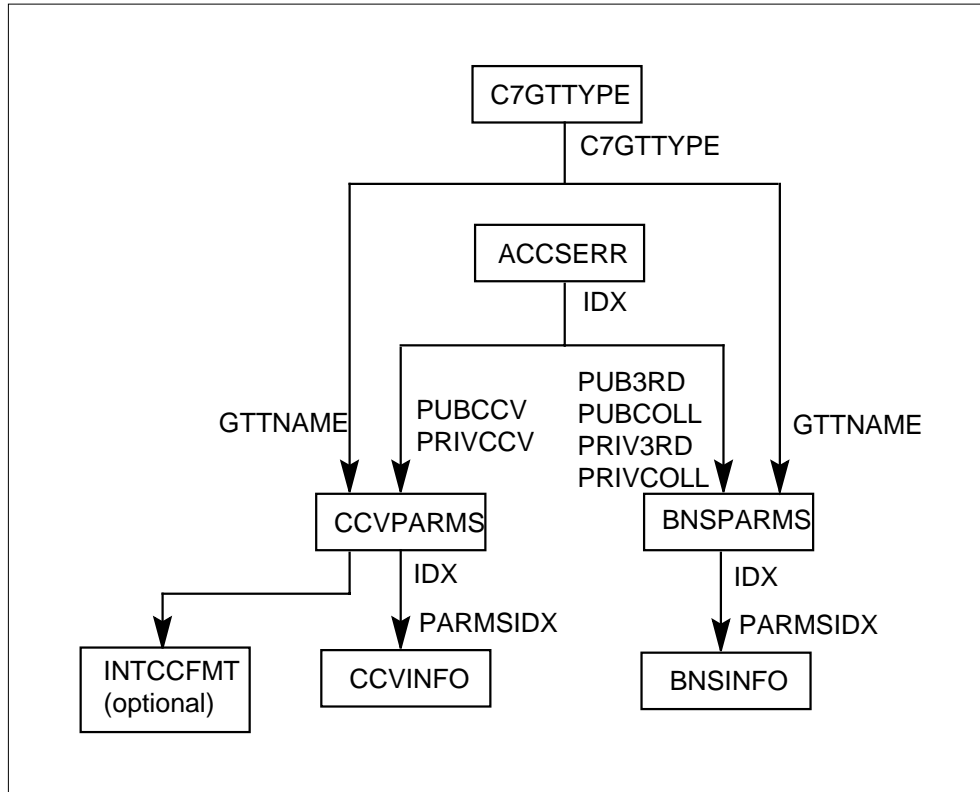 C7GTTYPE
C7GTTYPE
ACCSERR
IDX
GTTNAME
PUBCCV
PRIVCCV
PUB3RD
PUBCOLL
PRIV3RD
PRIVCOLL
GTTNAME
CCVPARMS
BNSPARMS
IDX
IDX
PARMSIDX
PARMSIDX
INTCCFMT
(optional)
CCVINFO
BNSINFO